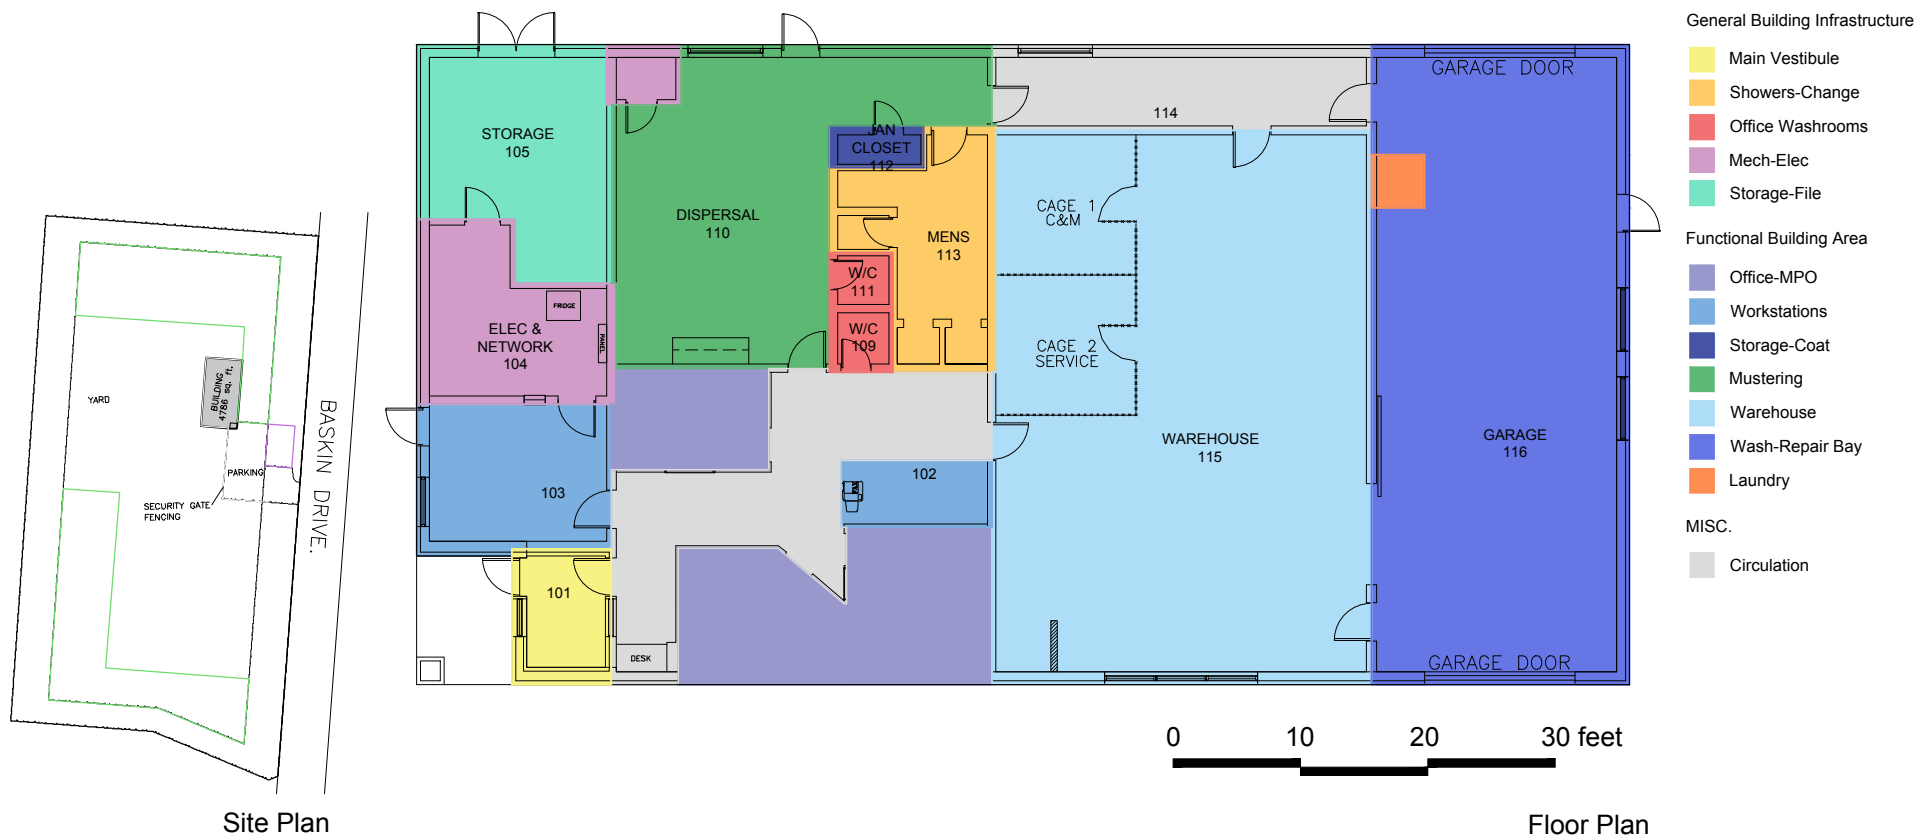 General Building Infrastructure
Main Vestibule
Showers-Change
Office Washrooms
Mech-Elec
Storage-File
Functional Building Area
Office-MPO
Workstations
Storage-Coat
Mustering
Warehouse
Wash-Repair Bay
Laundry
MISC.
Circulation
GARAGE DOOR
STORAGE
105
JAN
CLOSET
112
114
DISPERSAL
110
MENS
113
CAGE 1
C&M
W/C
111
FRIDGE
ELEC &
NETWORK
104
PANEL
W/C
109
CAGE 2
SERVICE
WAREHOUSE
115
GARAGE
116
103
102
101
DESK
GARAGE DOOR
YARD
BUILDING
4786 sq. ft.
PARKING
SECURITY GATE
FENCING
BASKIN DRIVE.
0 10 20 30 feet
Site Plan
Floor Plan